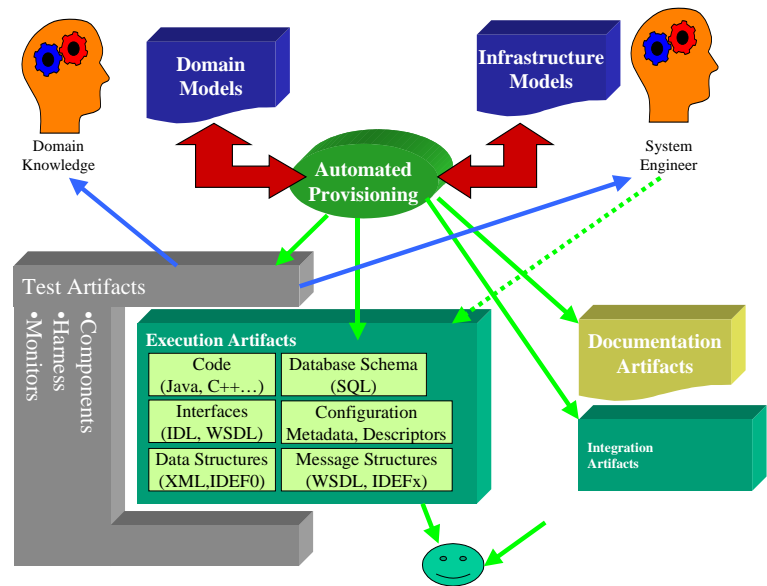 Domain
Models
Infrastructure
Models
Domain
Knowledge
System
Engineer
Automated
Provisioning
Test Artifacts
•Components
•Harness
•Monitors
Execution Artifacts
Code
(Java, C++…)
Database Schema
(SQL)
Interfaces
(IDL, WSDL)
Configuration
Metadata, Descriptors
Data Structures
(XML,IDEF0)
Message Structures
(WSDL, IDEFx)
Documentation
Artifacts
Integration
Artifacts